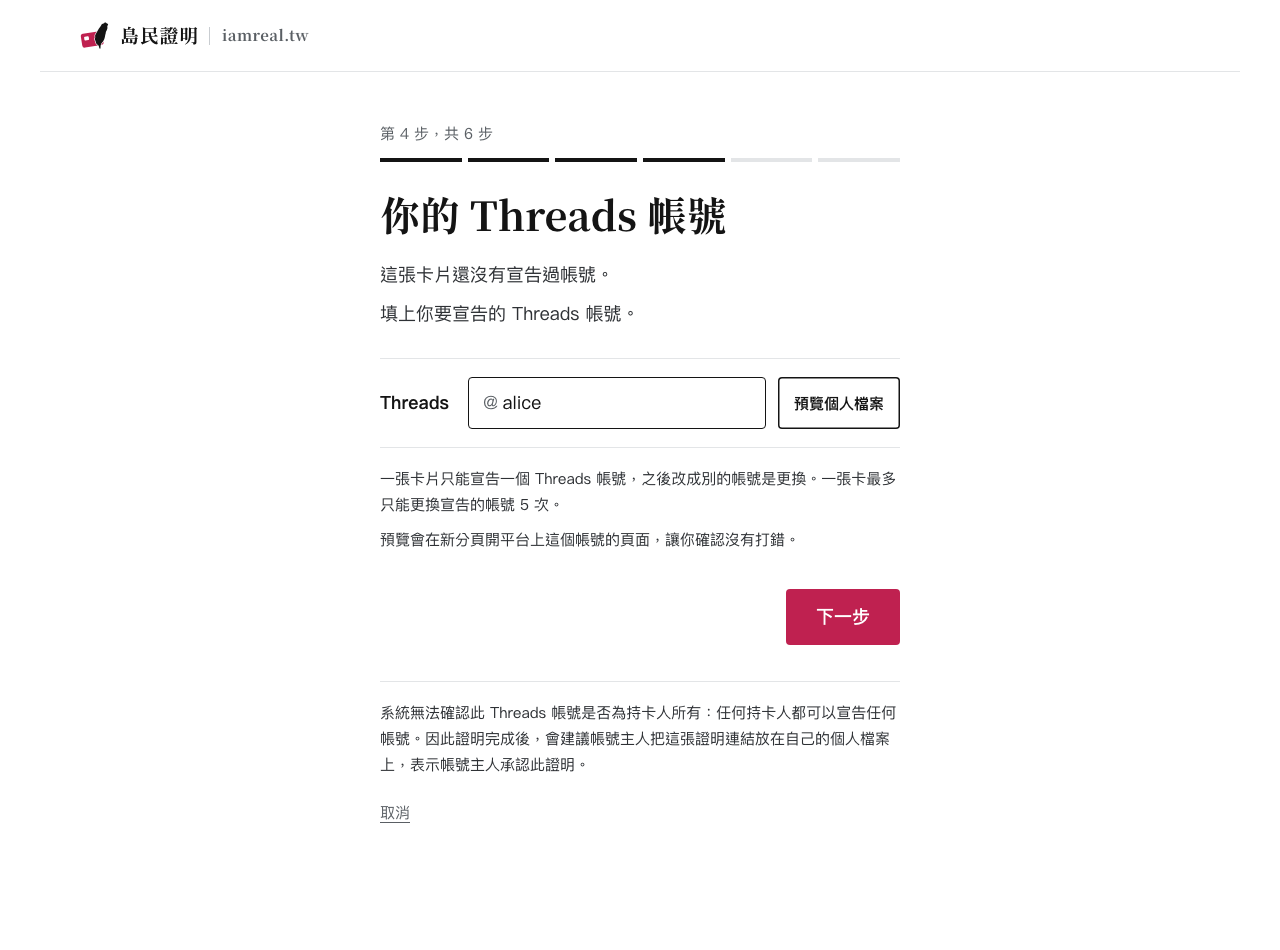 島民證明 | iamreal.tw
第 4 步，共 6 步
你的 Threads 帳號
這張卡片還沒有宣告過帳號。
填上你要宣告的 Threads 帳號。
Threads @ alice 預覽個人檔案
一張卡片只能宣告一個 Threads 帳號，之後改成別的帳號是更換。一張卡最多
只能更換宣告的帳號 5 次。
預覽會在新分頁開平台上這個帳號的頁面，讓你確認沒有打錯。
下一步
系統無法確認此 Threads 帳號是否為持卡人所有：任何持卡人都可以宣告任何
帳號。因此證明完成後，會建議帳號主人把這張證明連結放在自己的個人檔案
上，表示帳號主人承認此證明。
取消